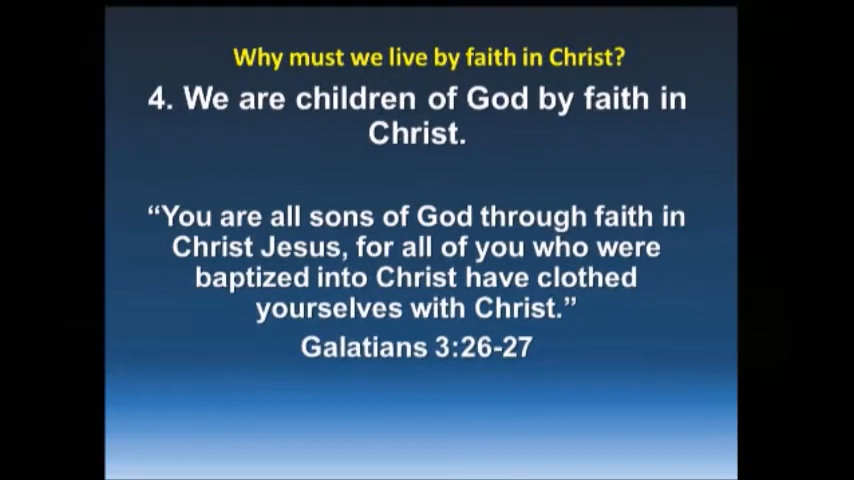 Why must we live by faith in Christ?
4. We are children of God by faith in
Christ.
“You are all sons of God through faith in
Christ Jesus, for all of you who were
baptized into Christ have clothed
yourselves with Christ.”
Galatians 3:26-27